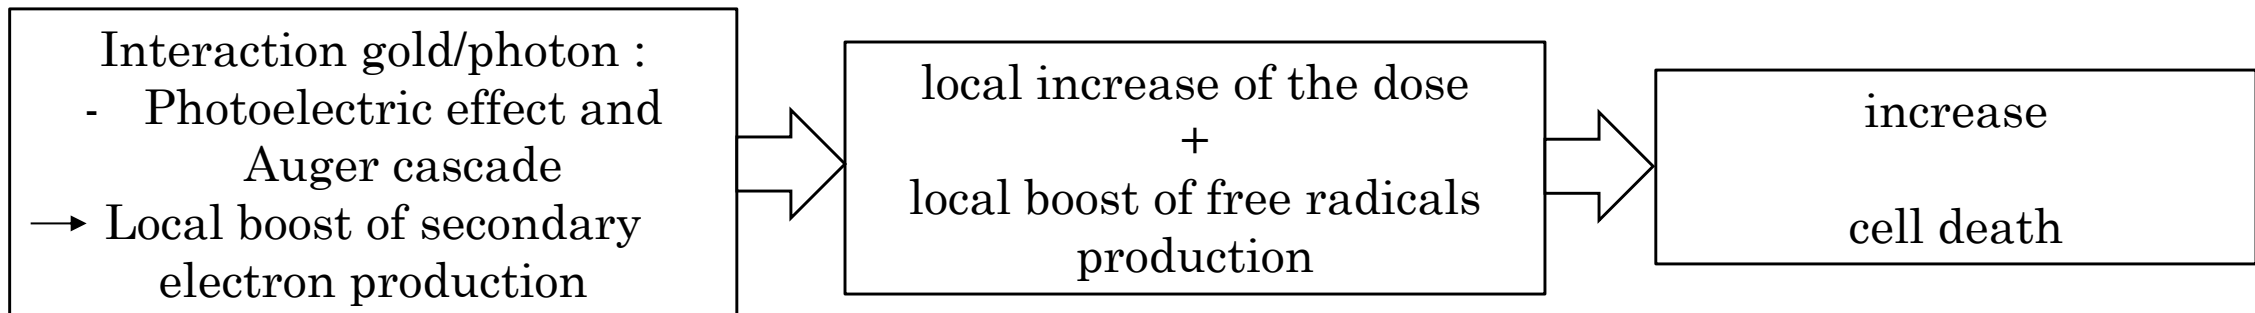 Interaction gold/photon :
- Photoelectric effect and
Auger cascade
→ Local boost of secondary
electron production
local increase of the dose
+
local boost of free radicals
production
increase
cell death